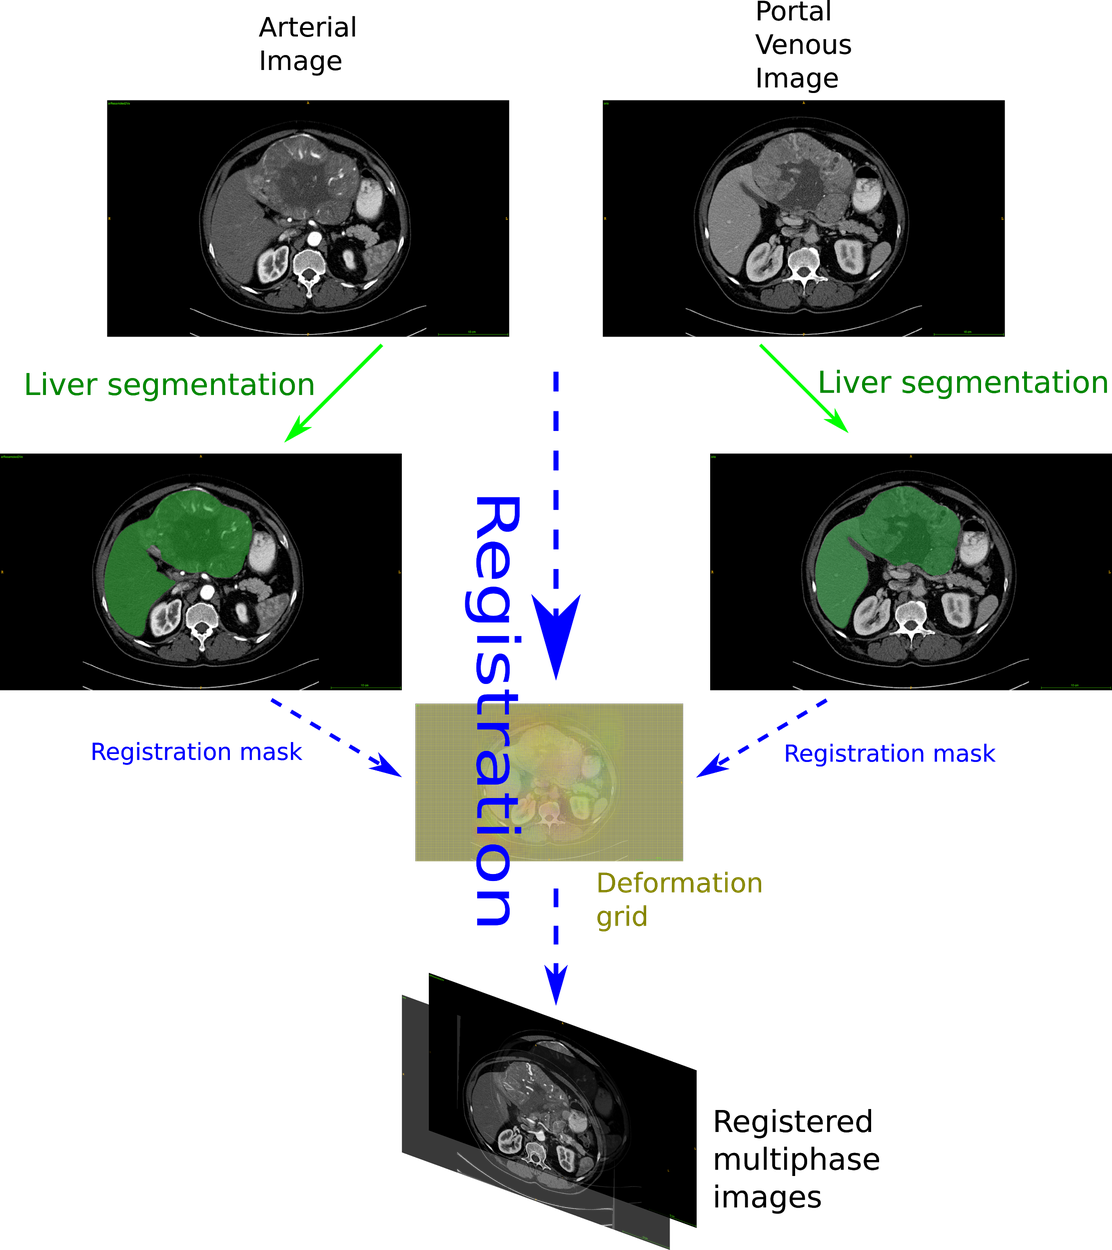 Arterial
Image
Portal
Venous
Image
Liver segmentation
Liver segmentation
Registration
Registration mask
Registration mask
Deformation
grid
Registered
multiphase
images